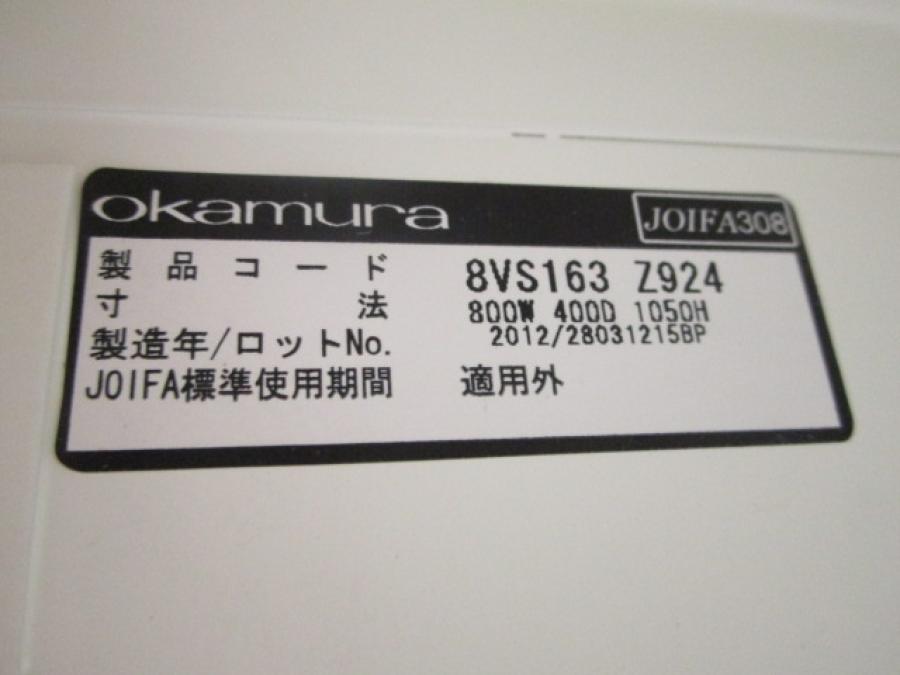 okamura JOIFA308
製品コード 8VS163 Z924
寸法 800W 400D 1050H
製造年/ロットNo. 2012/28031215BP
JOIFA標準使用期間 適用外